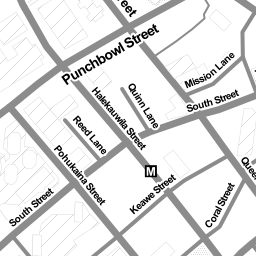 Street
Punchbowl Street
Mission Lane
Halekauwila Street
Quinn Lane
South Street
Reed Lane
M
Pohukaina Street
Keawe Street
South Street
Coral Street